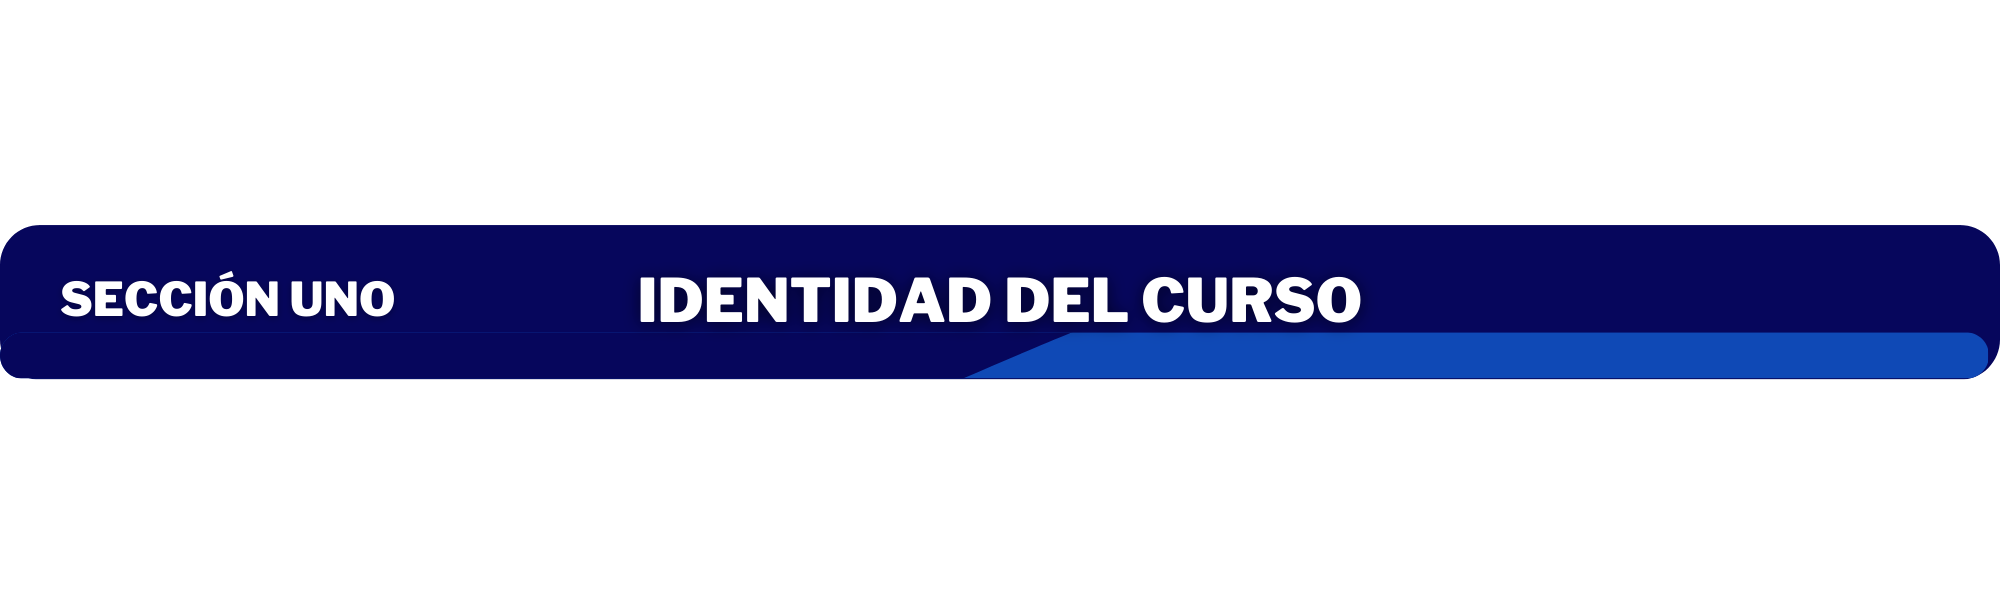 SECCIÓN UNO
IDENTIDAD DEL CURSO